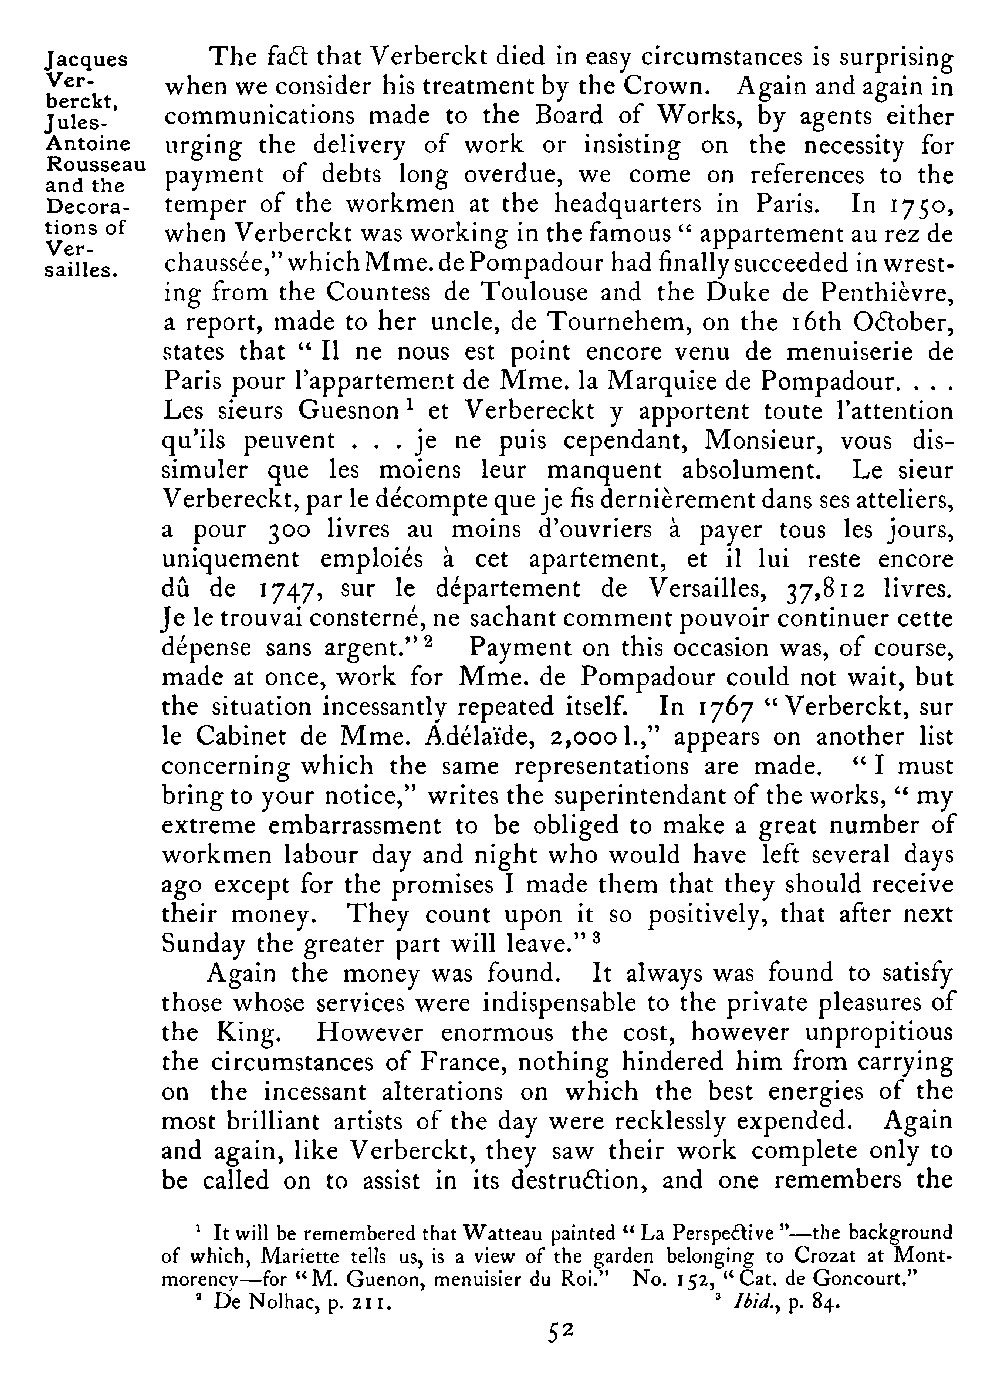 Jacques
Ver-
berckt,
Jules-
Antoine
Rousseau
and the
Decora-
tions of
Ver-
sailles.
The fact that Verberckt died in easy circumstances is surprising
when we consider his treatment by the Crown. Again and again in
communications made to the Board of Works, by agents either
urging the delivery of work or insisting on the necessity for
payment of debts long overdue, we come on references to the
temper of the workmen at the headquarters in Paris. In 1750,
when Verberckt was working in the famous “ appartement au rez de
chaussée,” which Mme. de Pompadour had finally succeeded in wrest-
ing from the Countess de Toulouse and the Duke de Penthièvre,
a report, made to her uncle, de Tournehem, on the 16th October,
states that “ Il ne nous est point encore venu de menuiserie de
Paris pour l’appartement de Mme. la Marquise de Pompadour. . . .
Les sieurs Guesnon ¹ et Verbereckt y apportent toute l’attention
qu’ils peuvent . . . je ne puis cependant, Monsieur, vous dis-
simuler que les moiens leur manquent absolument. Le sieur
Verbereckt, par le décompte que je fis dernièrement dans ses atteliers,
a pour 300 livres au moins d’ouvriers à payer tous les jours,
uniquement emploiés à cet apartement, et il lui reste encore
dû de 1747, sur le département de Versailles, 37,812 livres.
Je le trouvai consterné, ne sachant comment pouvoir continuer cette
dépense sans argent.” ² Payment on this occasion was, of course,
made at once, work for Mme. de Pompadour could not wait, but
the situation incessantly repeated itself. In 1767 “ Verberckt, sur
le Cabinet de Mme. Adélaïde, 2,000 l.,” appears on another list
concerning which the same representations are made. “ I must
bring to your notice,” writes the superintendant of the works, “ my
extreme embarrassment to be obliged to make a great number of
workmen labour day and night who would have left several days
ago except for the promises I made them that they should receive
their money. They count upon it so positively, that after next
Sunday the greater part will leave.” ³
Again the money was found. It always was found to satisfy
those whose services were indispensable to the private pleasures of
the King. However enormous the cost, however unpropitious
the circumstances of France, nothing hindered him from carrying
on the incessant alterations on which the best energies of the
most brilliant artists of the day were recklessly expended. Again
and again, like Verberckt, they saw their work complete only to
be called on to assist in its destruction, and one remembers the
¹ It will be remembered that Watteau painted “ La Perspective ”—the background
of which, Mariette tells us, is a view of the garden belonging to Crozat at Mont-
morency—for “ M. Guenon, menuisier du Roi.” No. 152, “ Cat. de Goncourt.”
² De Nolhac, p. 211. ³ Ibid., p. 84.
52